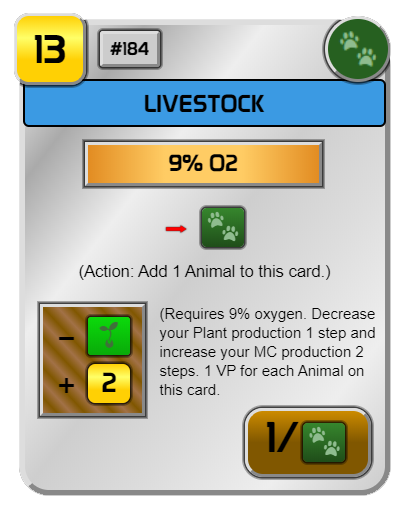 13
#184
LIVESTOCK
9% O2
(Action: Add 1 Animal to this card.)
(Requires 9% oxygen. Decrease
your Plant production 1 step and
increase your MC production 2
steps. 1 VP for each Animal on
this card.
−
+ 2
1/